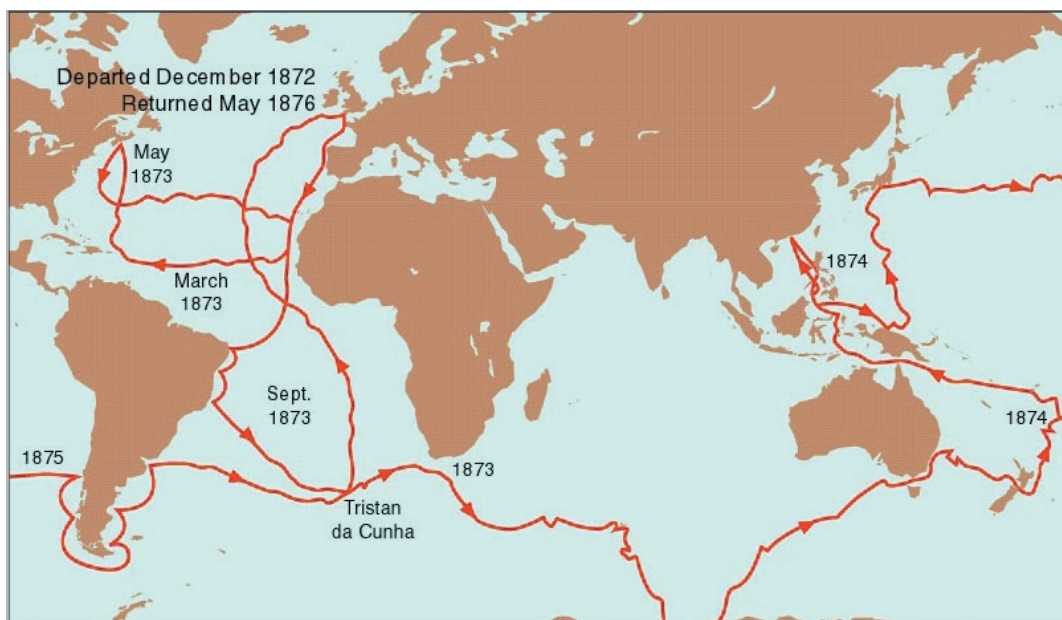 Departed December 1872
Returned May 1876
May
1873
March
1873
1874
Sept.
1873
1874
1875
1873
Tristan
da Cunha